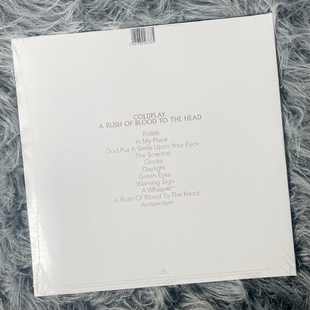 COLDPLAY
A RUSH OF BLOOD TO THE HEAD
Politik
In My Place
God Put A Smile Upon Your Face
The Scientist
Clocks
Daylight
Green Eyes
Warning Sign
A Whisper
A Rush Of Blood To The Head
Amsterdam